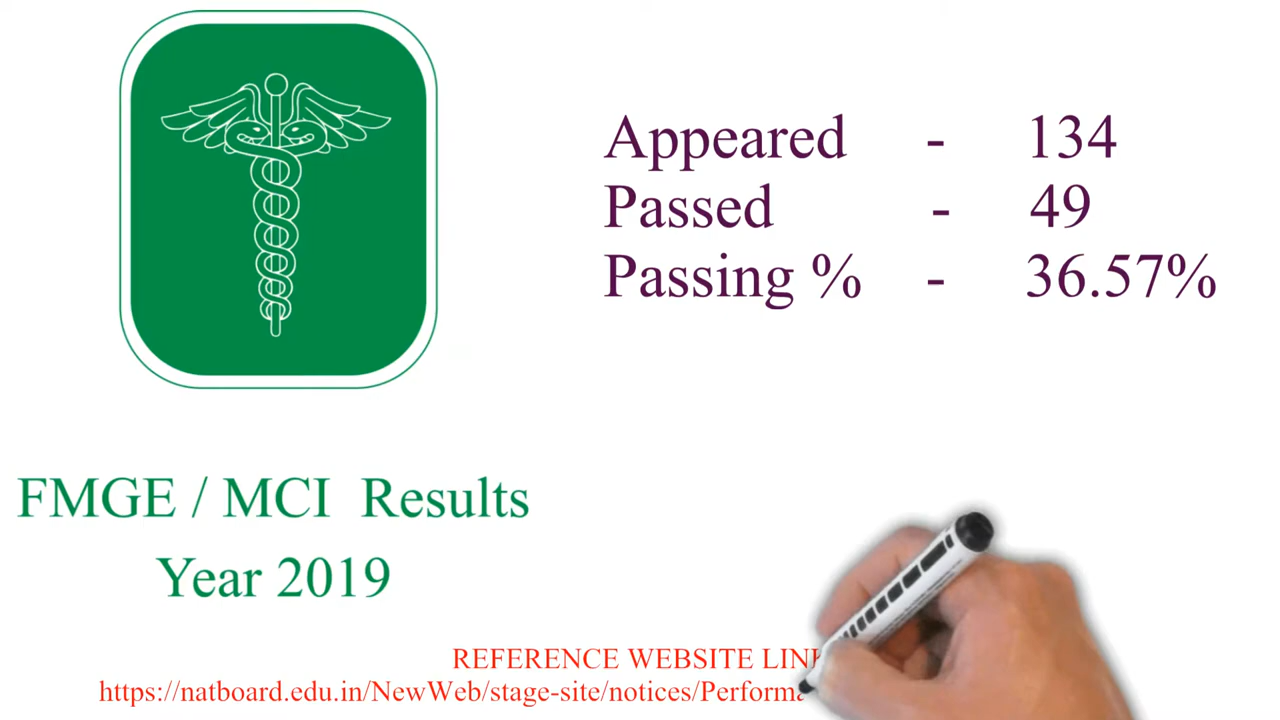 Appeared - 134
Passed - 49
Passing % - 36.57%
FMGE / MCI Results
Year 2019
REFERENCE WEBSITE
https://natboard.edu.in/NewWeb/stage-site/notices/Performa